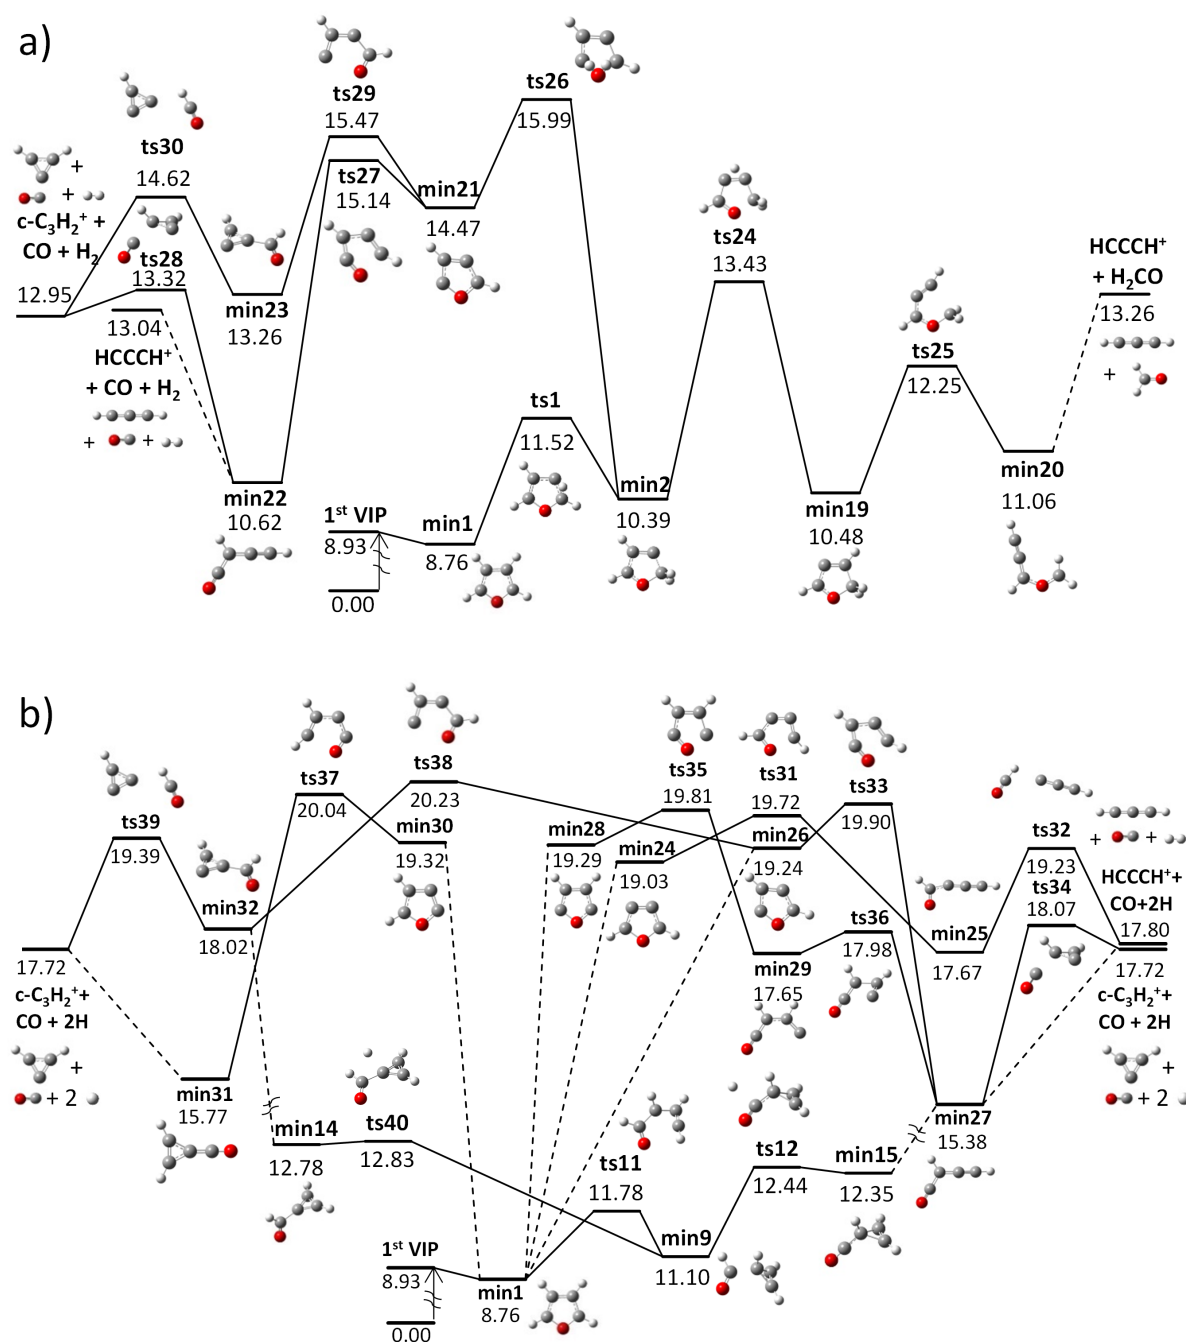 a)
ts29
15.47
ts26
15.99
ts30
14.62
+
+
c-C₃H₂⁺ +
CO + H₂
12.95
ts28
13.32
13.04
HCCCH⁺
+ CO + H₂
+ +
min23
13.26
ts27
15.14
min21
14.47
ts24
13.43
HCCCH⁺
+ H₂CO
13.26
+
ts25
12.25
ts1
11.52
min22
10.62
1ˢᵗ VIP
8.93
0.00
min1
8.76
min2
10.39
min19
10.48
min20
11.06
b)
ts37
20.04
ts38
20.23
ts35
19.81
ts31
19.72
ts33
19.90
ts39
19.39
min30
19.32
min28
19.29
min24
19.03
min26
19.24
ts32
19.23
+ +
HCCCH⁺+
CO+2H
17.80
ts34
18.07
min32
18.02
ts36
17.98
min25
17.67
min29
17.65
17.72
c-C₃H₂⁺+
CO + 2H
+
+ 2
17.72
c-C₃H₂⁺+
CO + 2H
+
+ 2
min31
15.77
min27
15.38
min14
12.78
ts40
12.83
ts11
11.78
ts12
12.44
min15
12.35
min9
11.10
1ˢᵗ VIP
8.93
0.00
min1
8.76